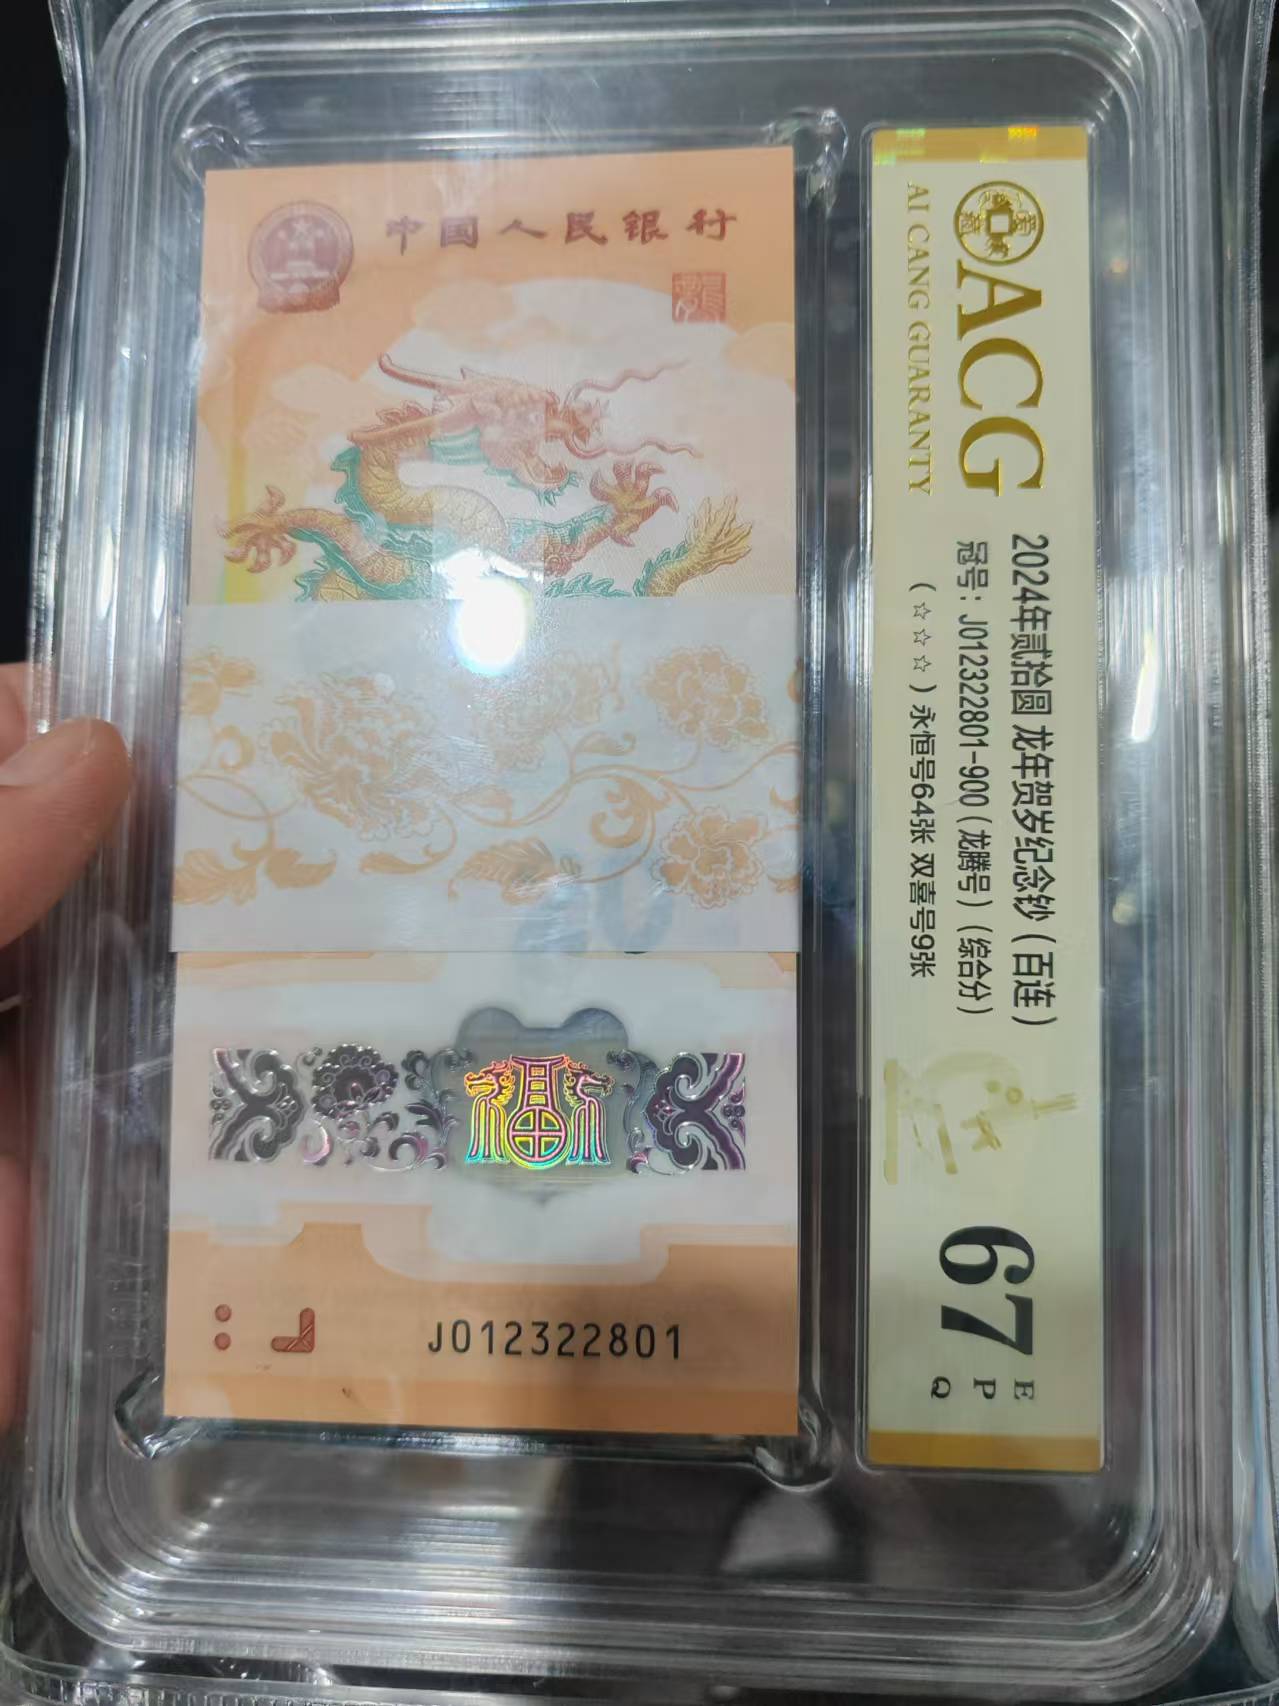 中国人民银行
J012322801
ACG
AI CANG GUARANTY
2024年贰拾圆 龙年贺岁纪念钞（百连）
冠号：J012322801-900（龙腾号）（综合分）
（☆☆☆）永恒号64张 双喜号9张
67
E
P
Q